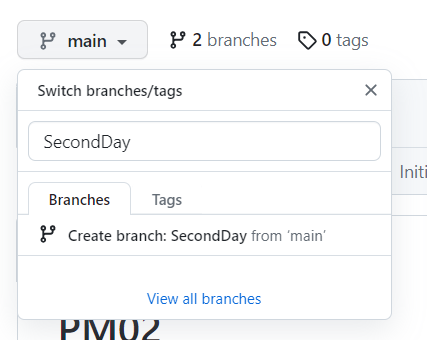 main 2 branches 0 tags
Switch branches/tags
SecondDay
Branches Tags
Create branch: SecondDay from ‘main’
View all branches
Initi
PM02